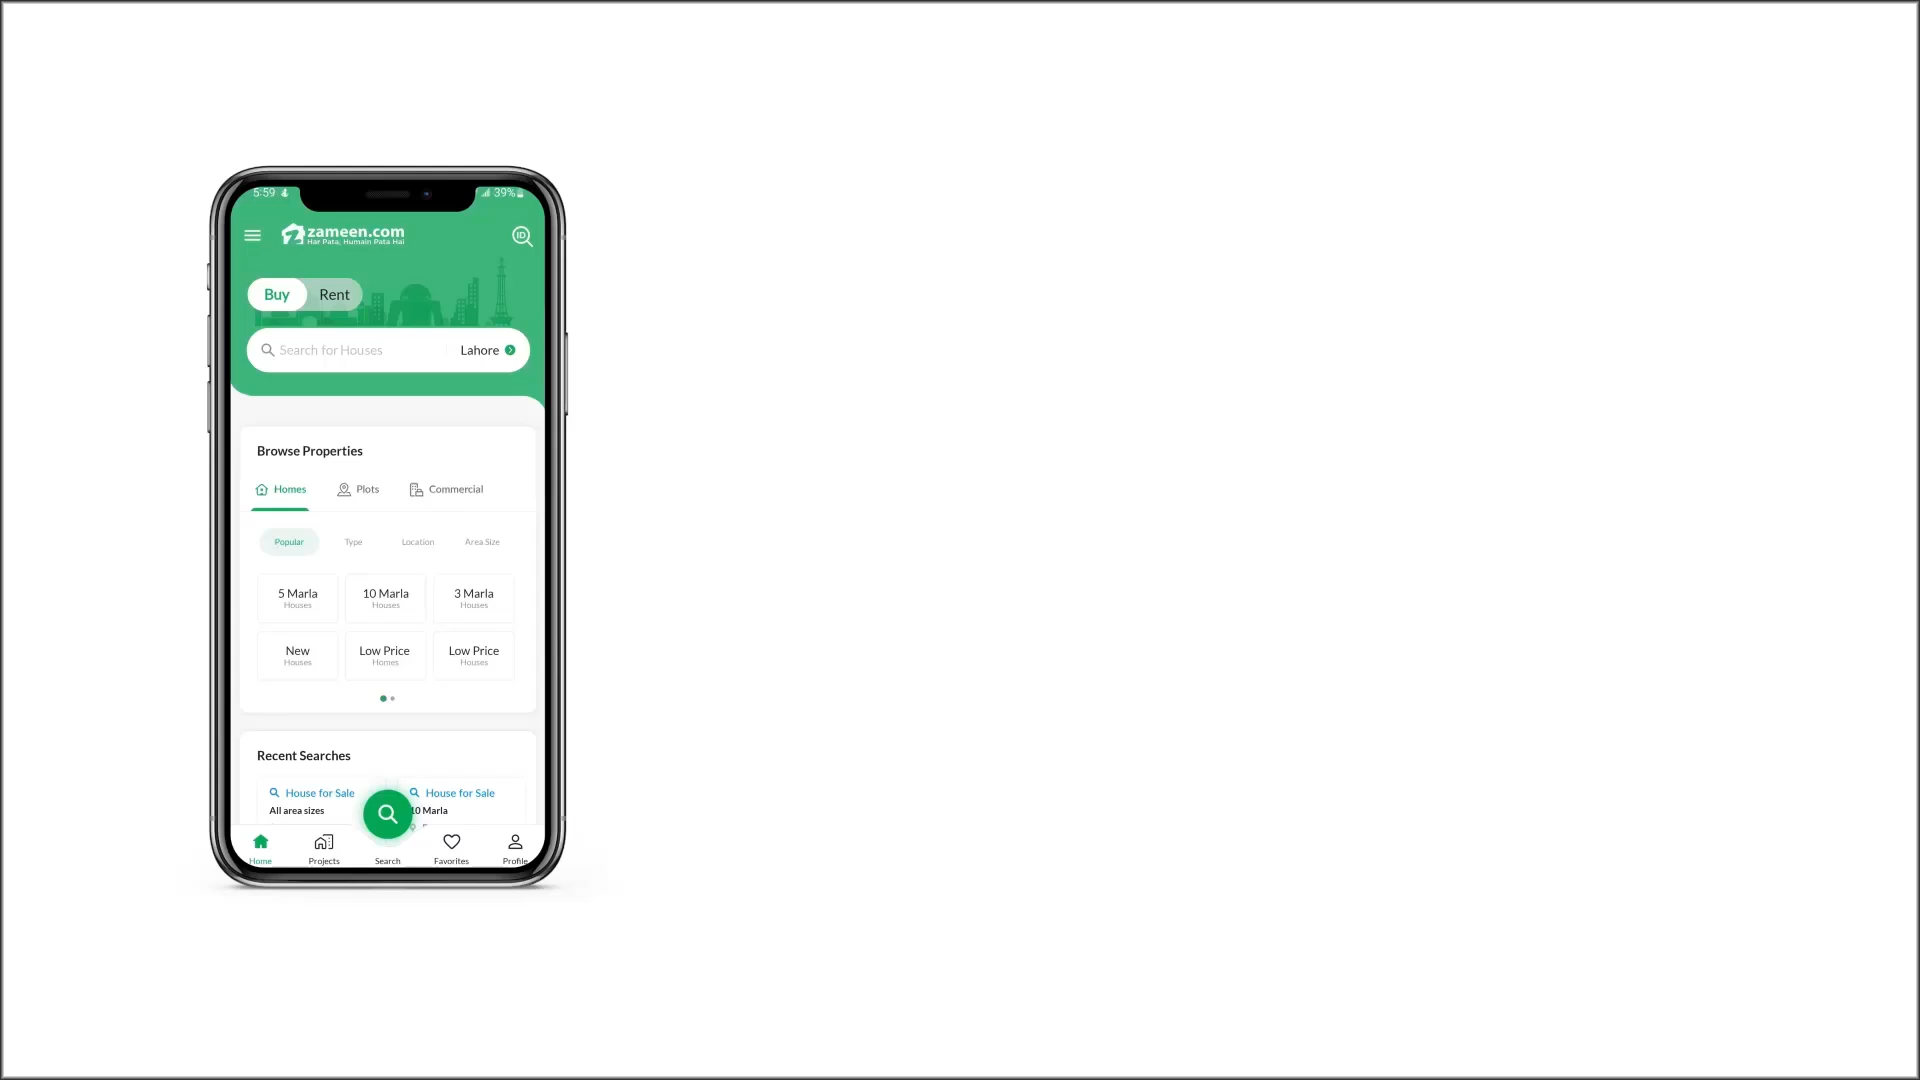 5:59 39%
zameen.com
Har Pata, Humain Pata Hai
ID
Buy Rent
Search for Houses Lahore
Browse Properties
Homes Plots Commercial
Popular Type Location Area Size
5 Marla 10 Marla 3 Marla
Houses Houses Houses
New Low Price Low Price
Houses Homes Houses
Recent Searches
House for Sale House for Sale
All area sizes 10 Marla
Home Projects Search Favorites Profile